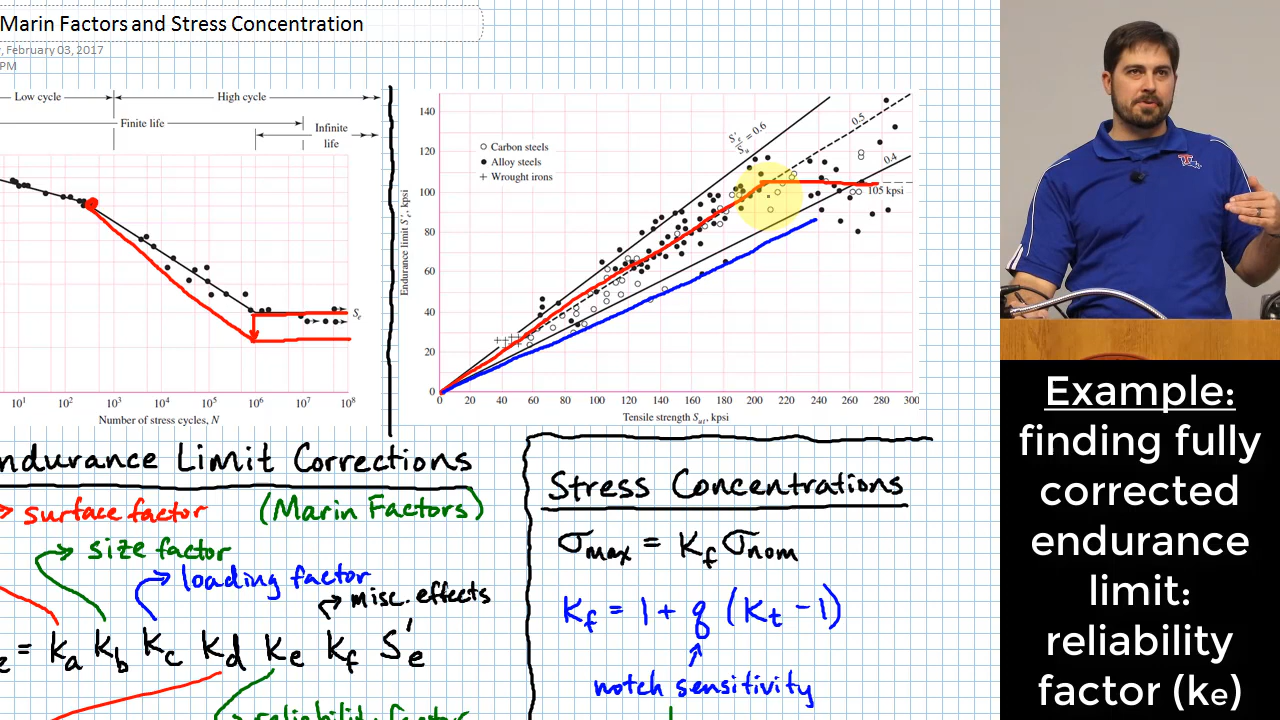 Marin Factors and Stress Concentration
, February 03, 2017
PM
Low cycle
High cycle
Finite life
Infinite
life
Sₑ
10¹ 10² 10³ 10⁴ 10⁵ 10⁶ 10⁷ 10⁸
Number of stress cycles, N
140
120
100
80
60
40
20
0
Endurance limit S'ₑ, kpsi
Carbon steels
Alloy steels
Wrought irons
S'ₑ/Sᵤ = 0.6
0.5
0.4
105 kpsi
0 20 40 60 80 100 120 140 160 180 200 220 240 260 280 300
Tensile strength Sᵤₜ, kpsi
ndurance Limit Corrections
(Marin Factors)
surface factor
size factor
loading factor
misc. effects
e = ka kb kc kd ke kf S'e
reliability factor
Stress Concentrations
σmax = Kf σnom
Kf = 1 + q (Kt - 1)
notch sensitivity
Example:
finding fully
corrected
endurance
limit:
reliability
factor (ke)